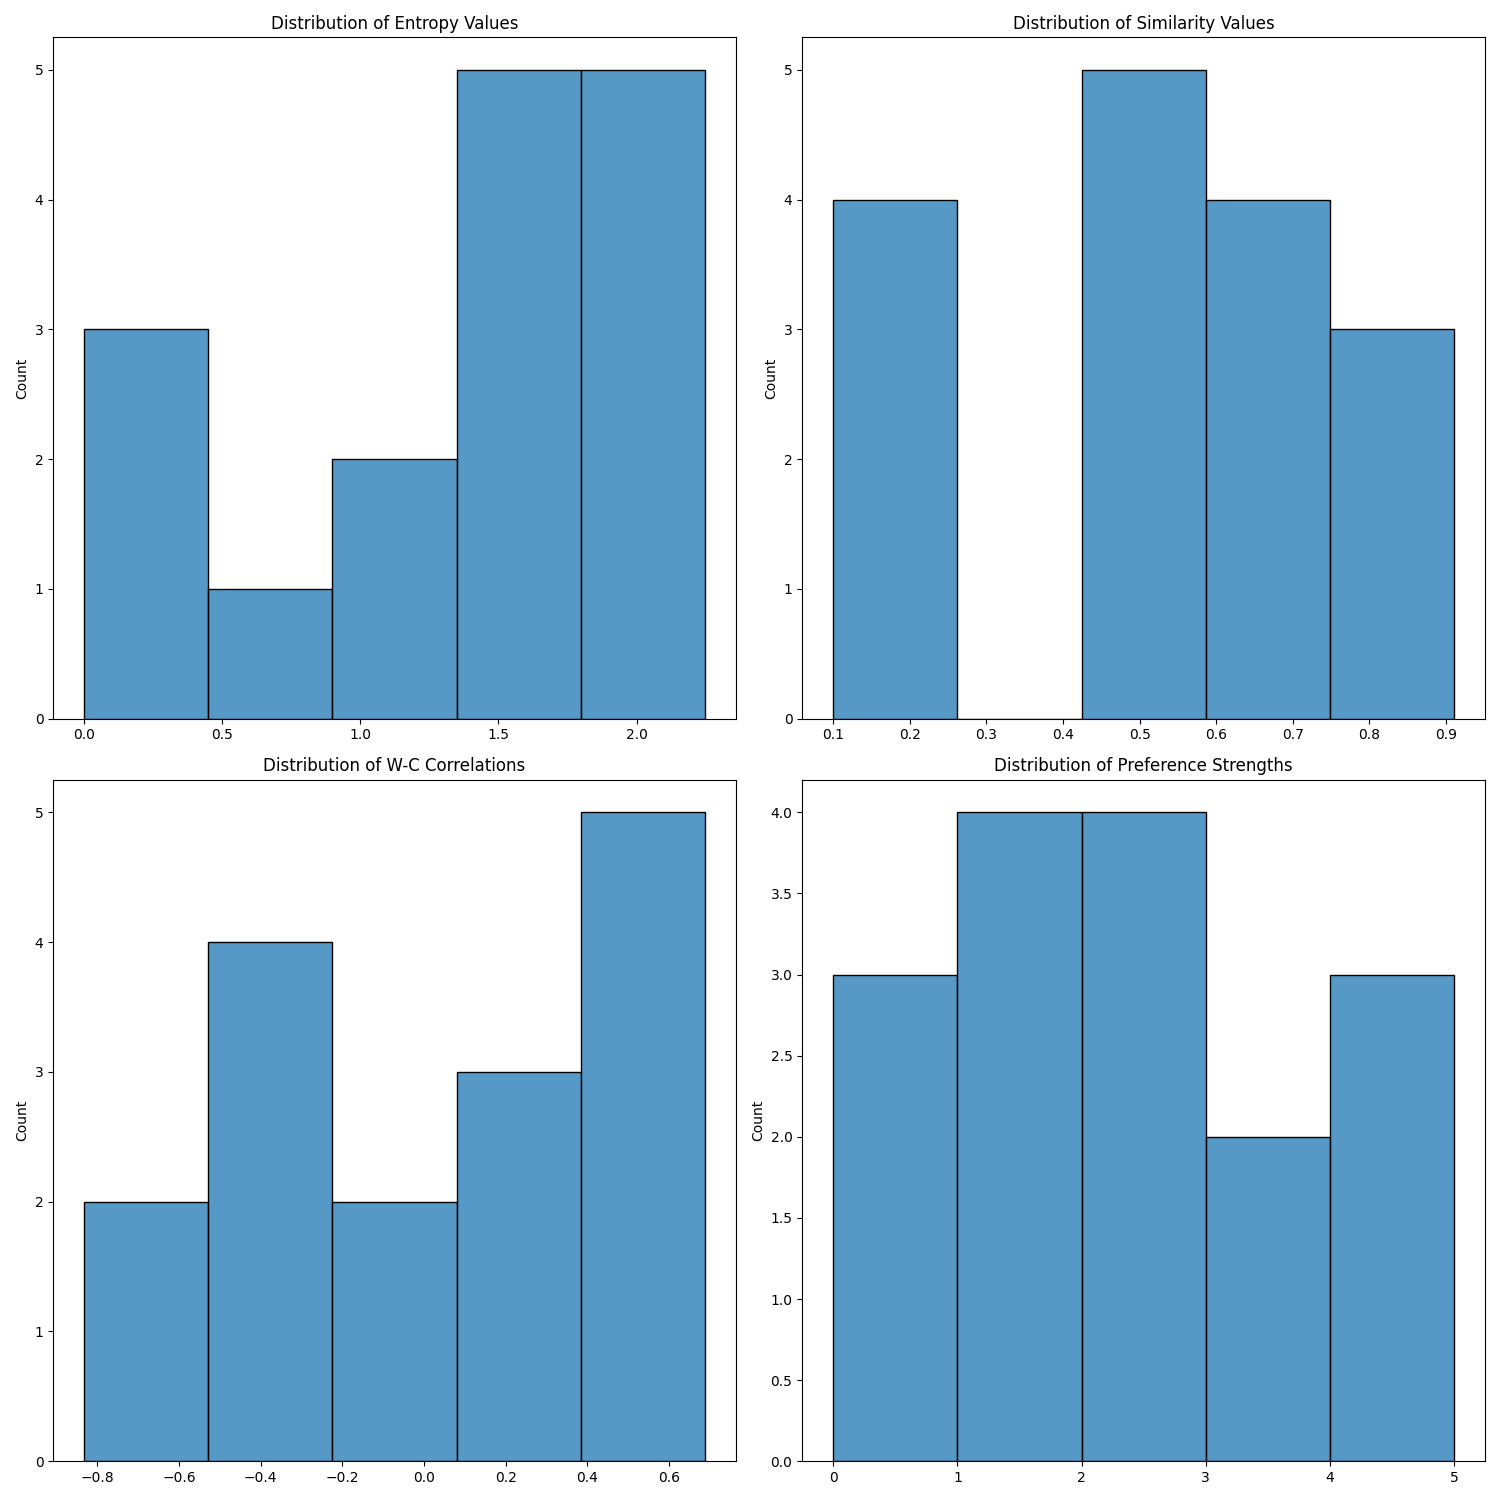 Distribution of Entropy Values
Count
5
4
3
2
1
0
0.0 0.5 1.0 1.5 2.0
Distribution of Similarity Values
Count
5
4
3
2
1
0
0.1 0.2 0.3 0.4 0.5 0.6 0.7 0.8 0.9
Distribution of W-C Correlations
Count
5
4
3
2
1
0
−0.8 −0.6 −0.4 −0.2 0.0 0.2 0.4 0.6
Distribution of Preference Strengths
Count
4.0
3.5
3.0
2.5
2.0
1.5
1.0
0.5
0.0
0 1 2 3 4 5